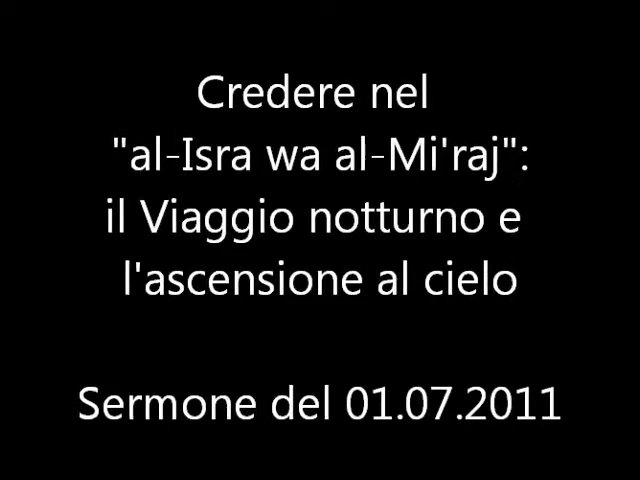 Credere nel
"al-Isra wa al-Mi'raj":
il Viaggio notturno e
l'ascensione al cielo
Sermone del 01.07.2011